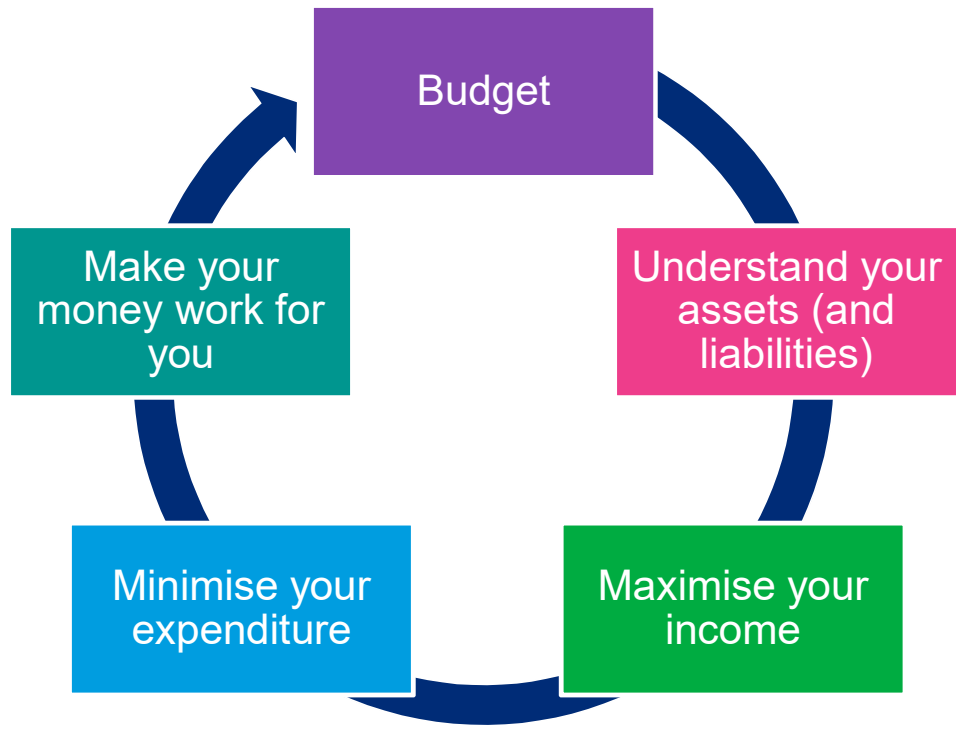 Budget
Understand your
assets (and
liabilities)
Maximise your
income
Minimise your
expenditure
Make your
money work for
you